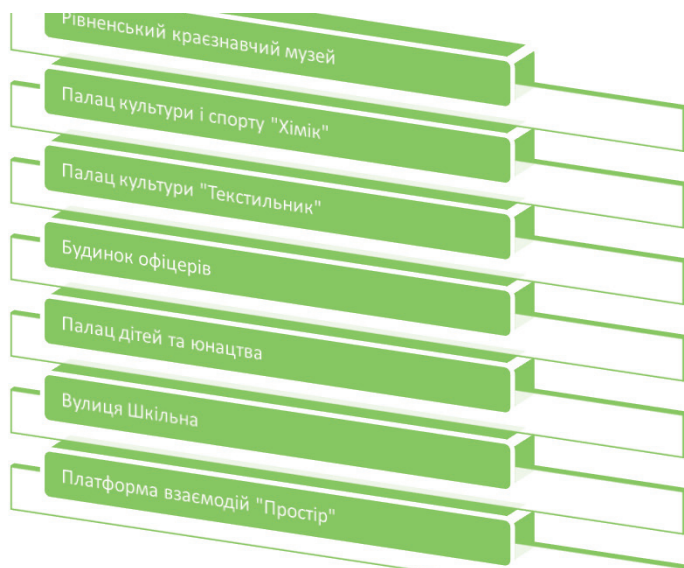 Рівненський краєзнавчий музей
Палац культури і спорту "Хімік"
Палац культури "Текстильник"
Будинок офіцерів
Палац дітей та юнацтва
Вулиця Шкільна
Платформа взаємодій "Простір"